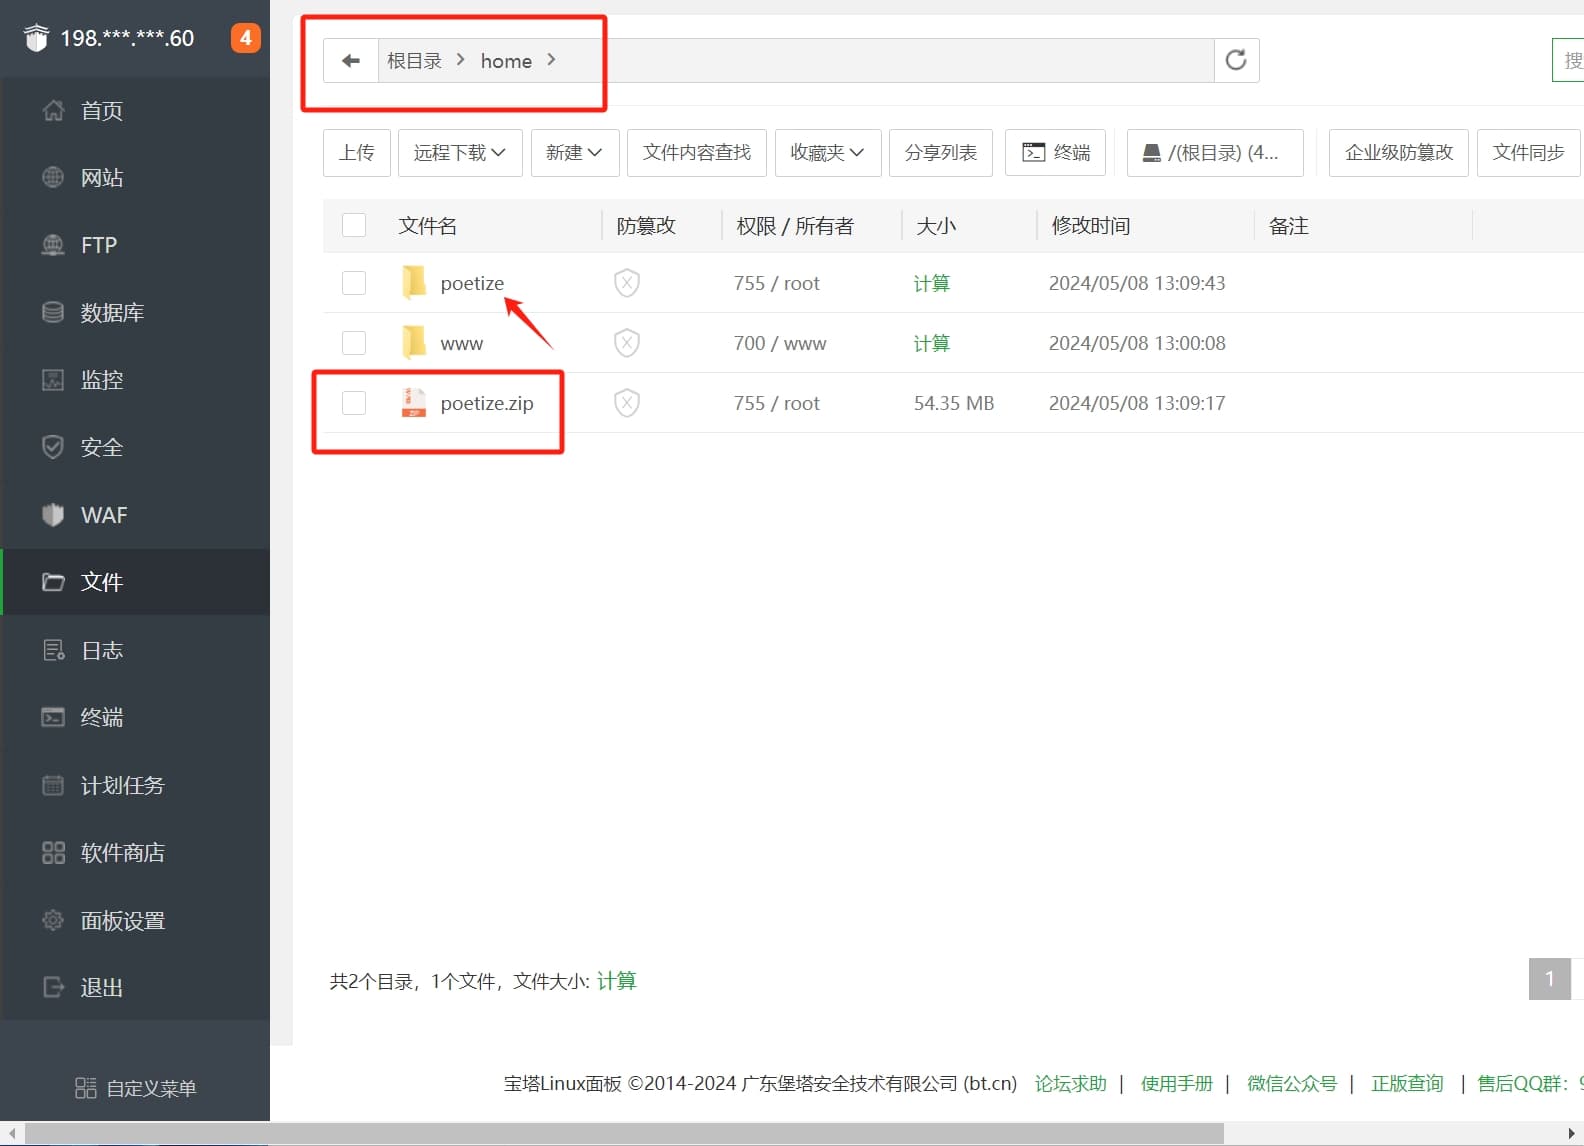 198.***.***.60
4
首页
网站
FTP
数据库
监控
安全
WAF
文件
日志
终端
计划任务
软件商店
面板设置
退出
自定义菜单
根目录 > home >
搜
上传 远程下载 新建 文件内容查找 收藏夹 分享列表 终端 /(根目录) (4... 企业级防篡改 文件同步
文件名 防篡改 权限 / 所有者 大小 修改时间 备注
poetize 755 / root 计算 2024/05/08 13:09:43
www 700 / www 计算 2024/05/08 13:00:08
poetize.zip 755 / root 54.35 MB 2024/05/08 13:09:17
共2个目录，1个文件，文件大小: 计算
1
宝塔Linux面板 ©2014-2024 广东堡塔安全技术有限公司 (bt.cn) 论坛求助 | 使用手册 | 微信公众号 | 正版查询 | 售后QQ群：